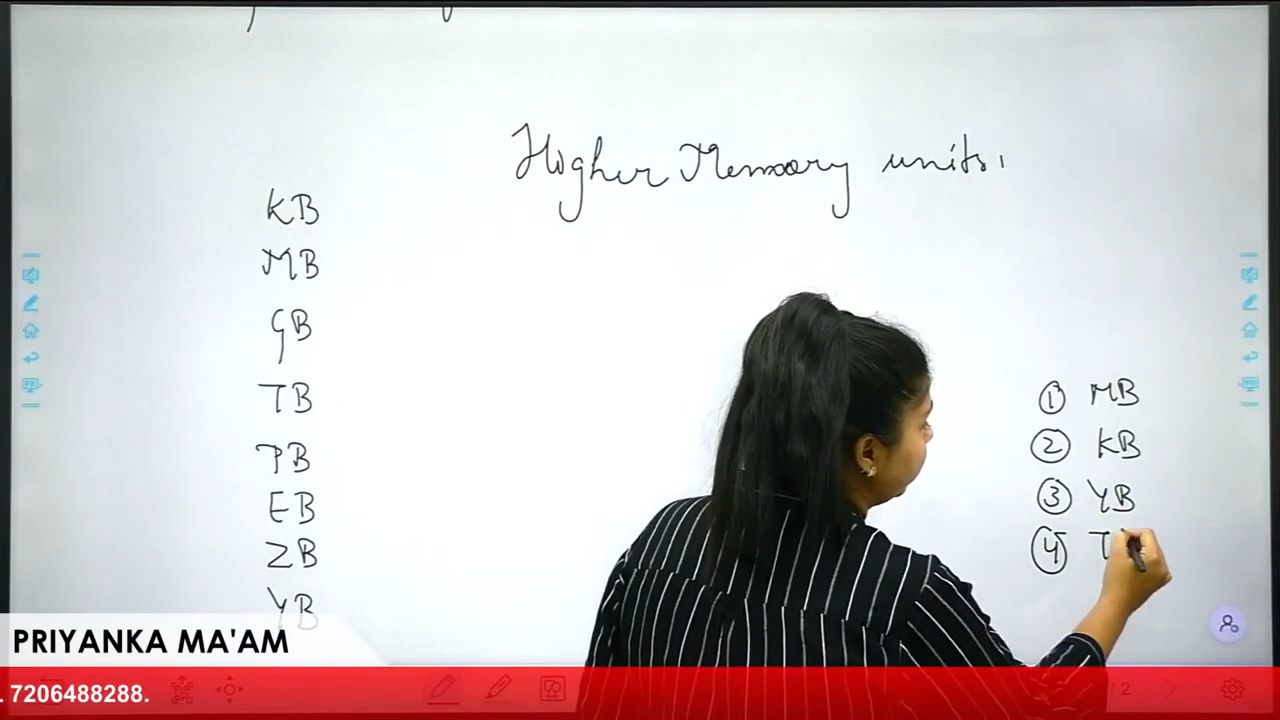 Higher Memory units.
KB
MB
GB
TB
PB
EB
ZB
YB
① MB
② KB
③ YB
④ T
PRIYANKA MA'AM
. 7206488288.
2